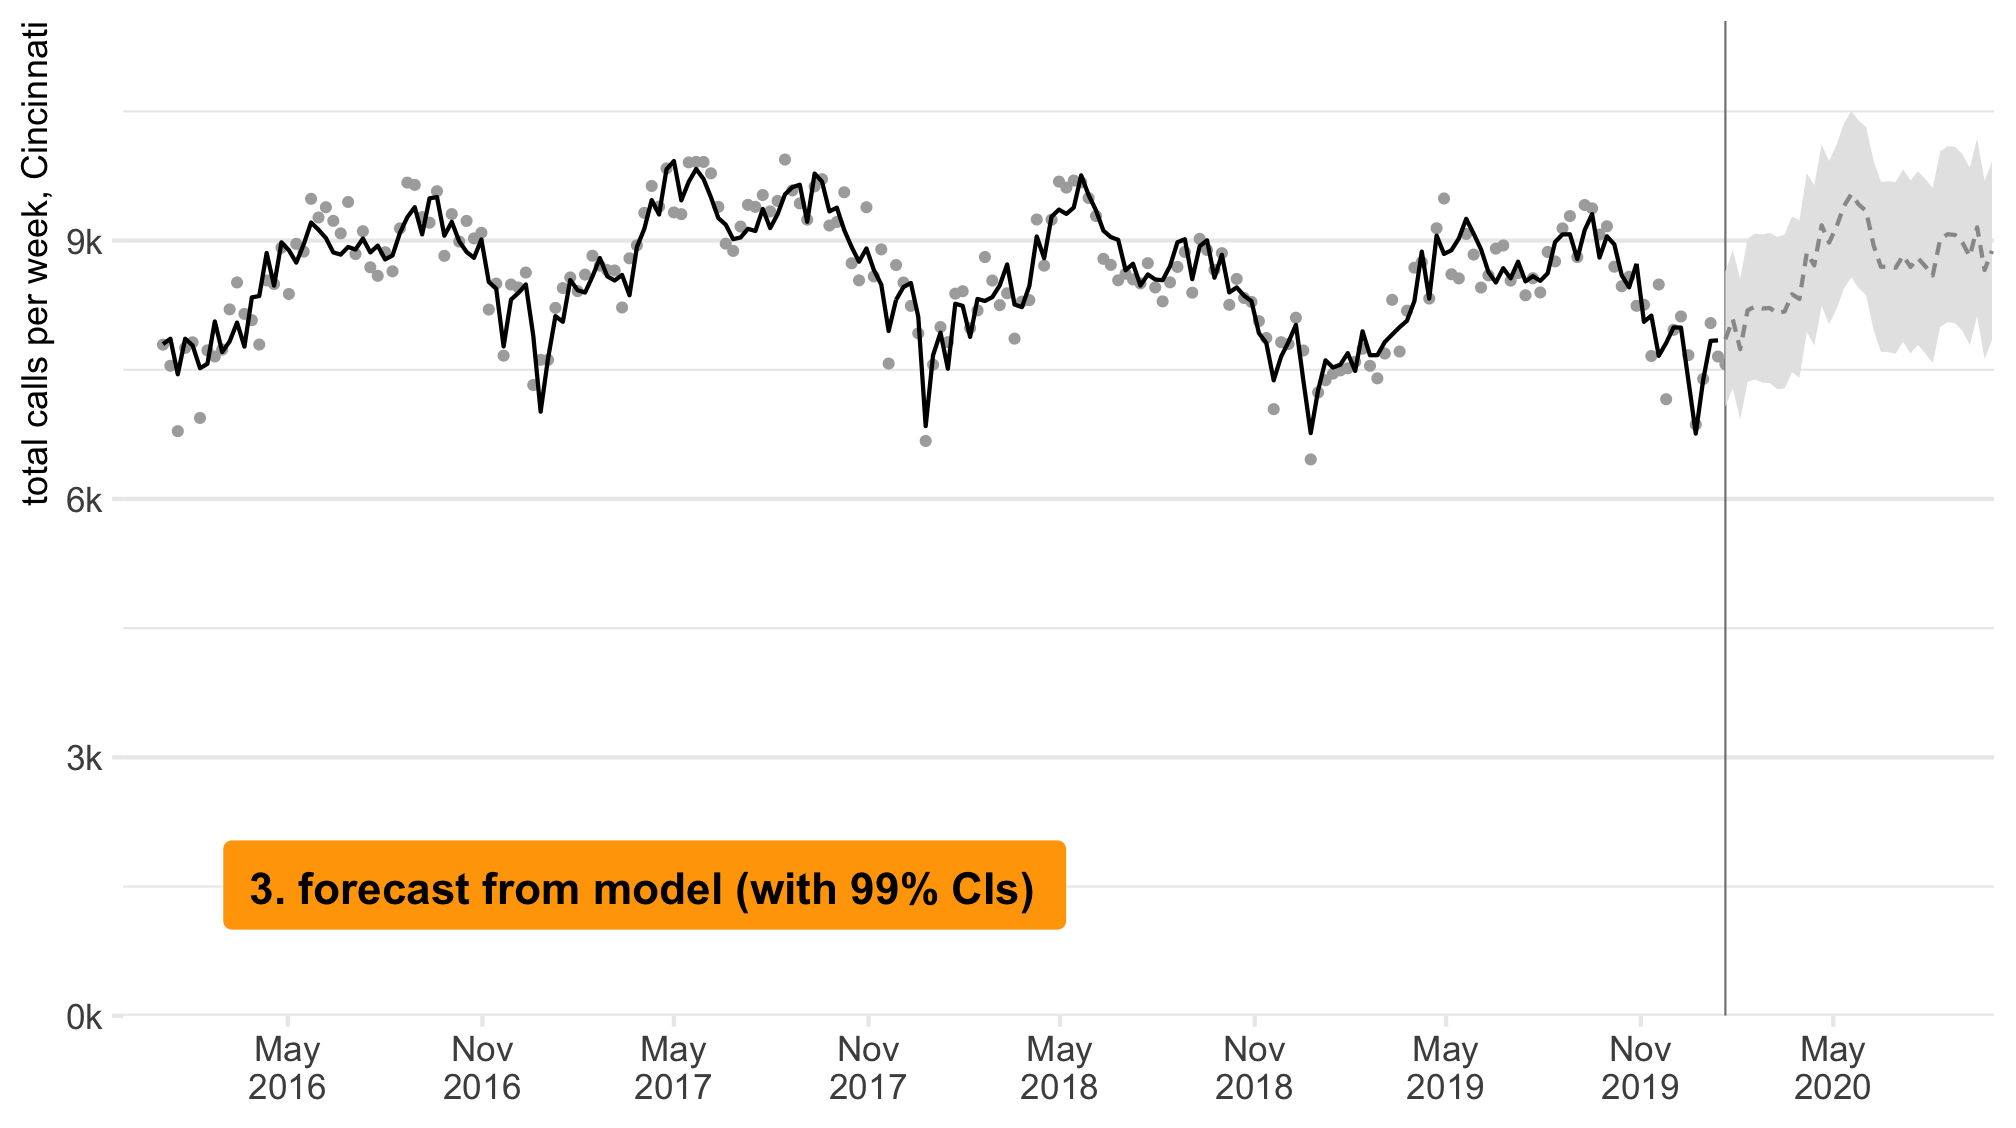 total calls per week, Cincinnati
9k
6k
3k
0k
3. forecast from model (with 99% CIs)
May
2016
Nov
2016
May
2017
Nov
2017
May
2018
Nov
2018
May
2019
Nov
2019
May
2020